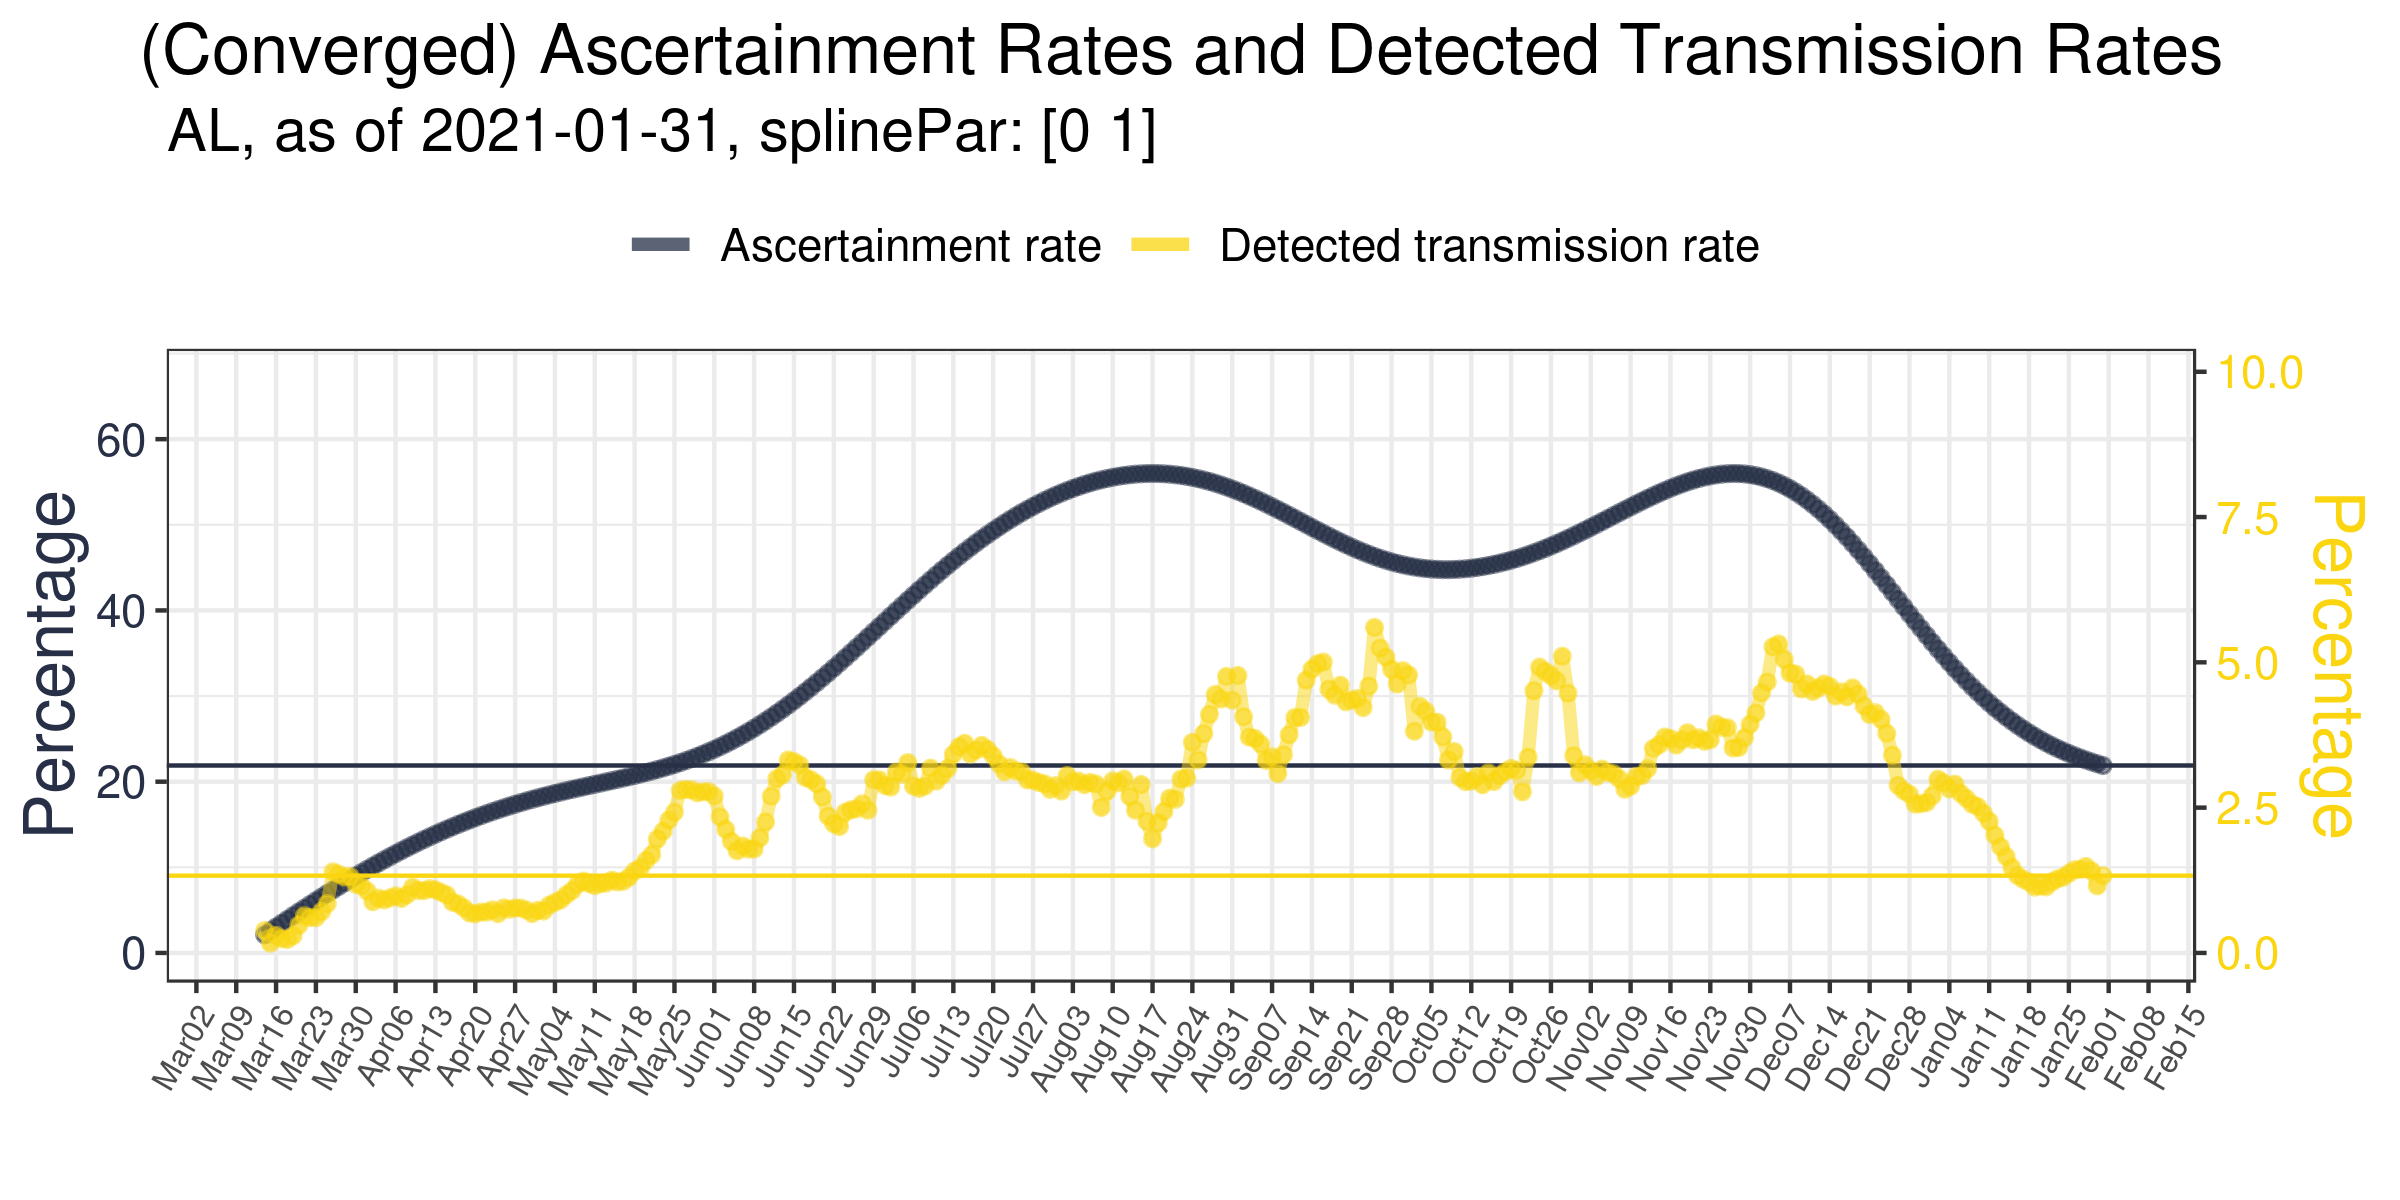 (Converged) Ascertainment Rates and Detected Transmission Rates
AL, as of 2021-01-31, splinePar: [0 1]
Ascertainment rate Detected transmission rate
Percentage
60
40
20
0
10.0
7.5
5.0
2.5
0.0
Percentage
Mar02 Mar09 Mar16 Mar23 Mar30 Apr06 Apr13 Apr20 Apr27 May04 May11 May18 May25 Jun01 Jun08 Jun15 Jun22 Jun29 Jul06 Jul13 Jul20 Jul27 Aug03 Aug10 Aug17 Aug24 Aug31 Sep07 Sep14 Sep21 Sep28 Oct05 Oct12 Oct19 Oct26 Nov02 Nov09 Nov16 Nov23 Nov30 Dec07 Dec14 Dec21 Dec28 Jan04 Jan11 Jan18 Jan25 Feb01 Feb08 Feb15